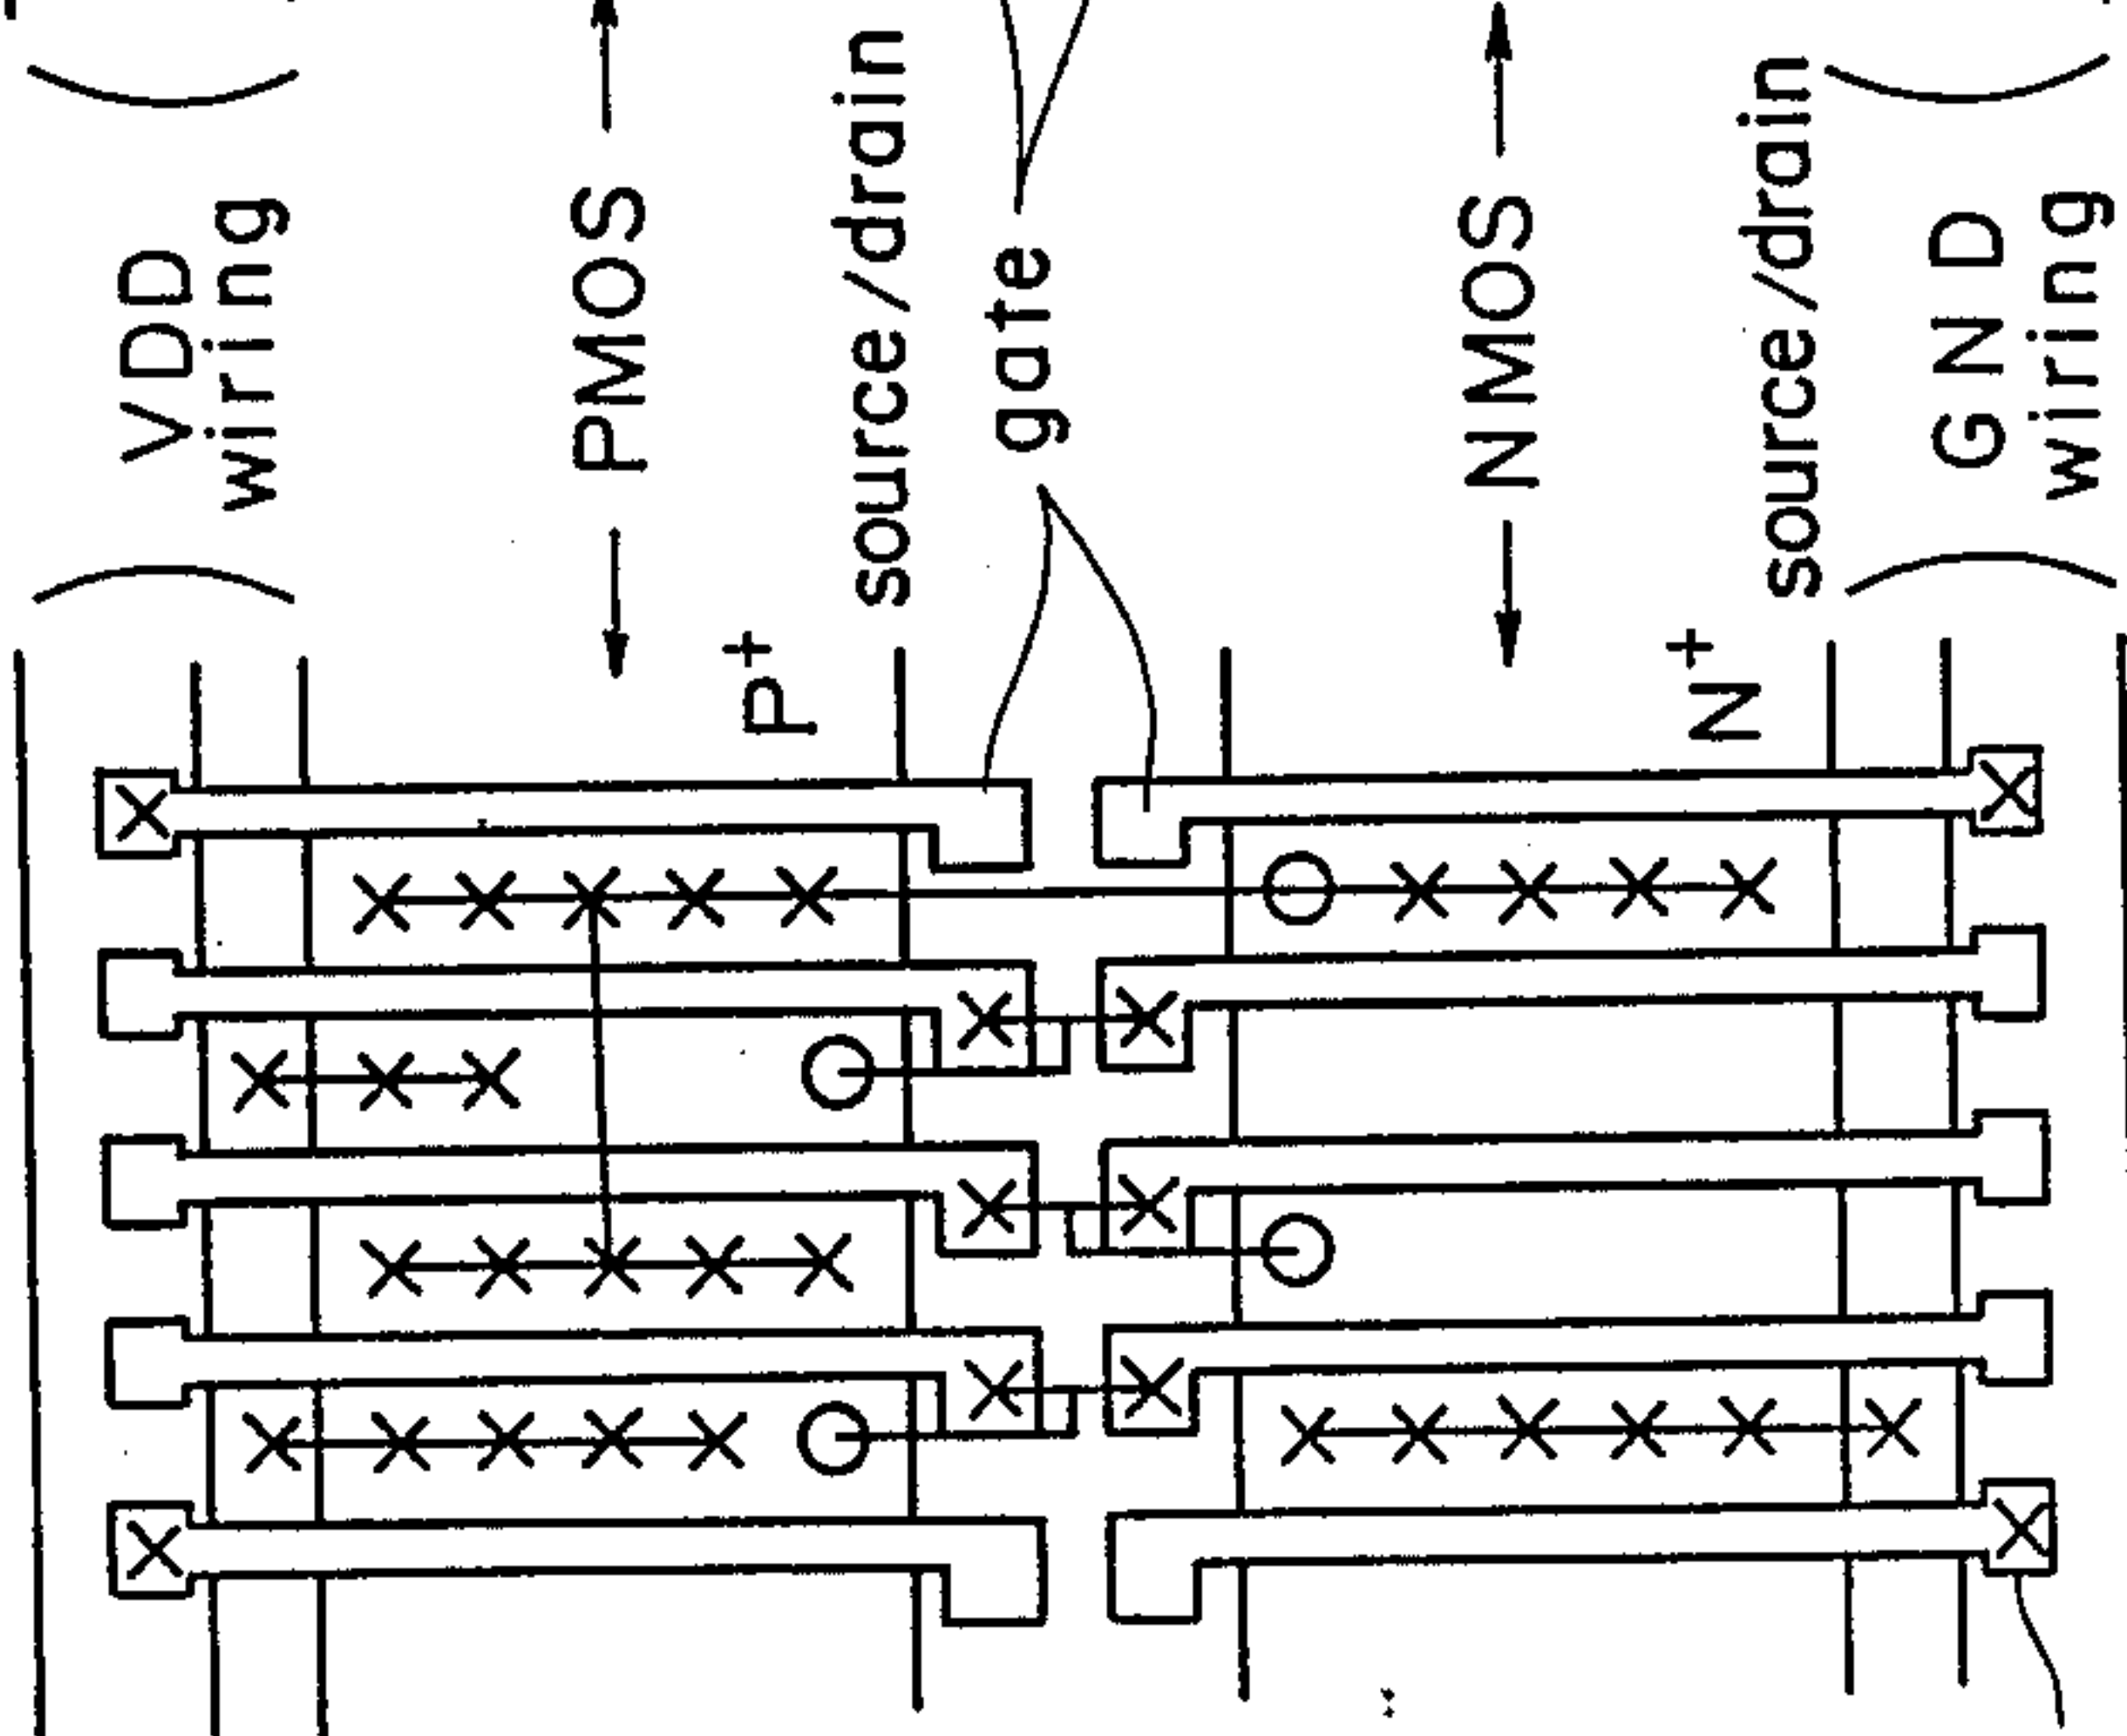 VDD
wiring
PMOS
P+
source/drain
gate
NMOS
N+
source/drain
GND
wiring